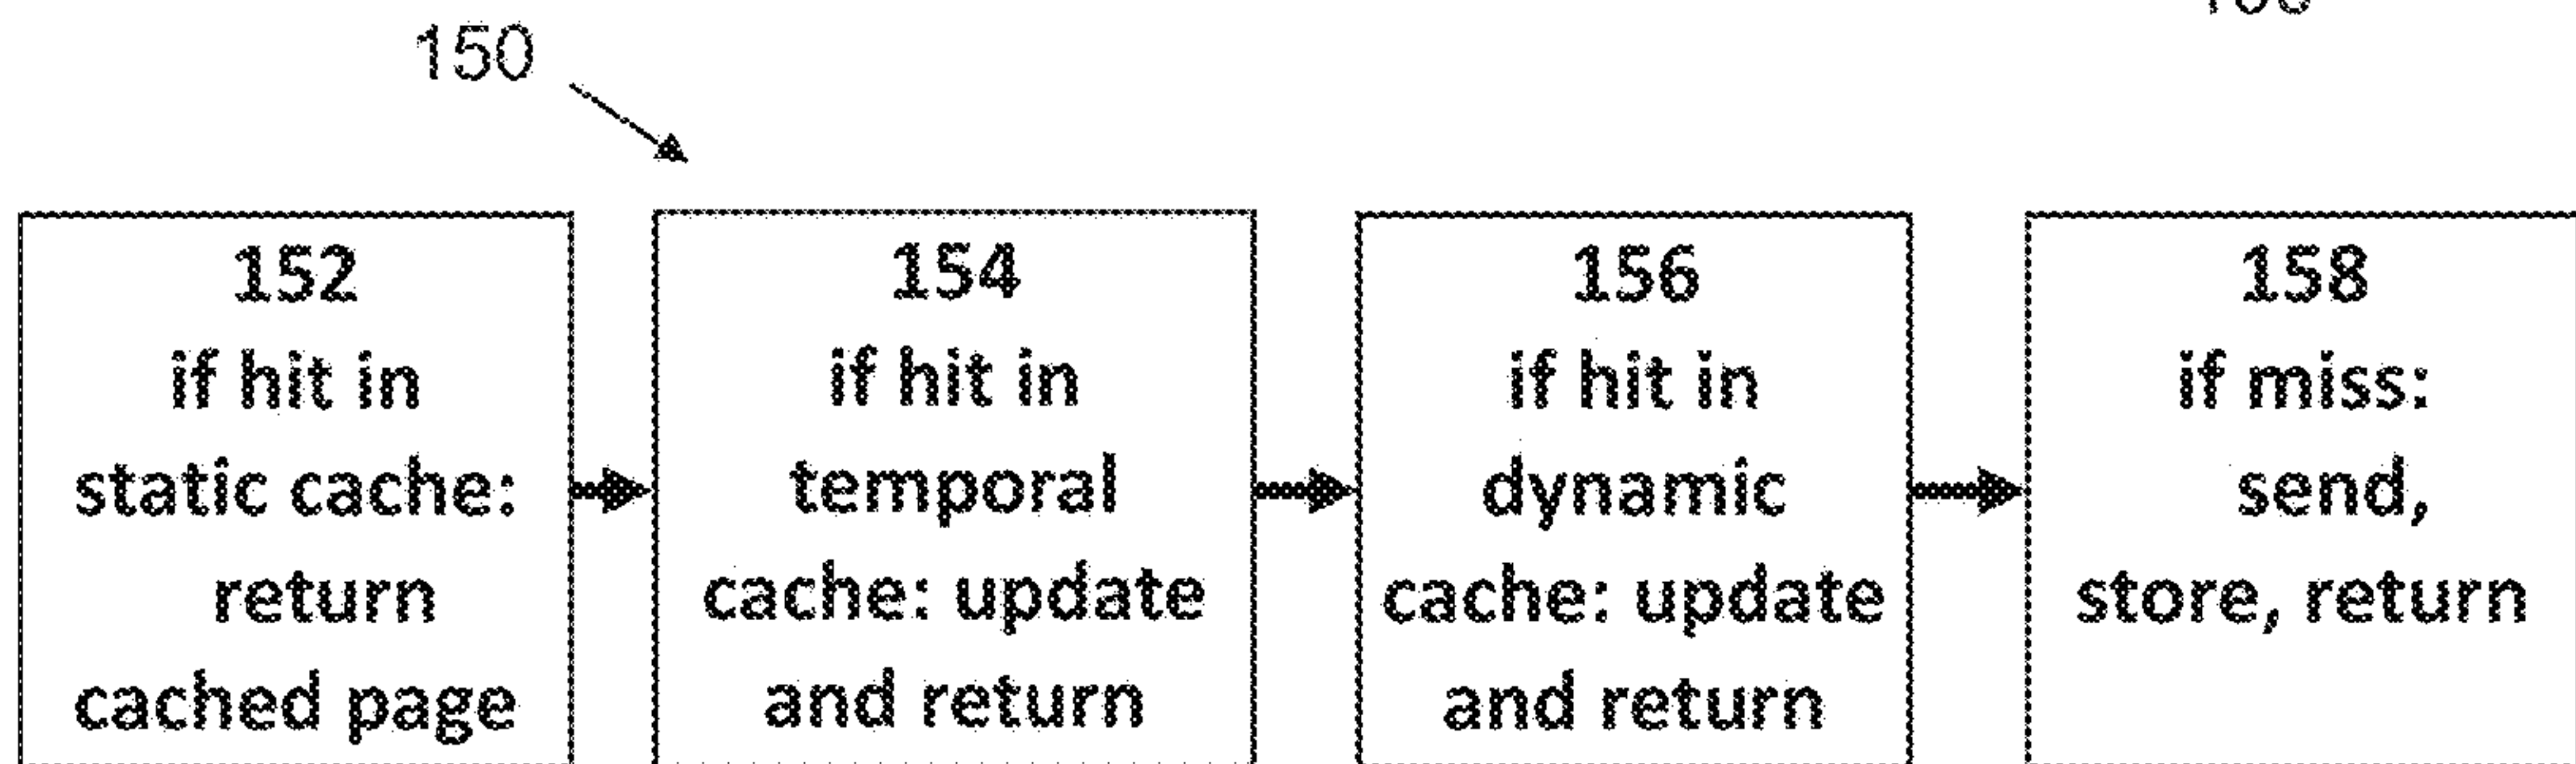 150
152
if hit in
static cache:
return
cached page
154
if hit in
temporal
cache: update
and return
156
if hit in
dynamic
cache: update
and return
158
if miss:
send,
store, return